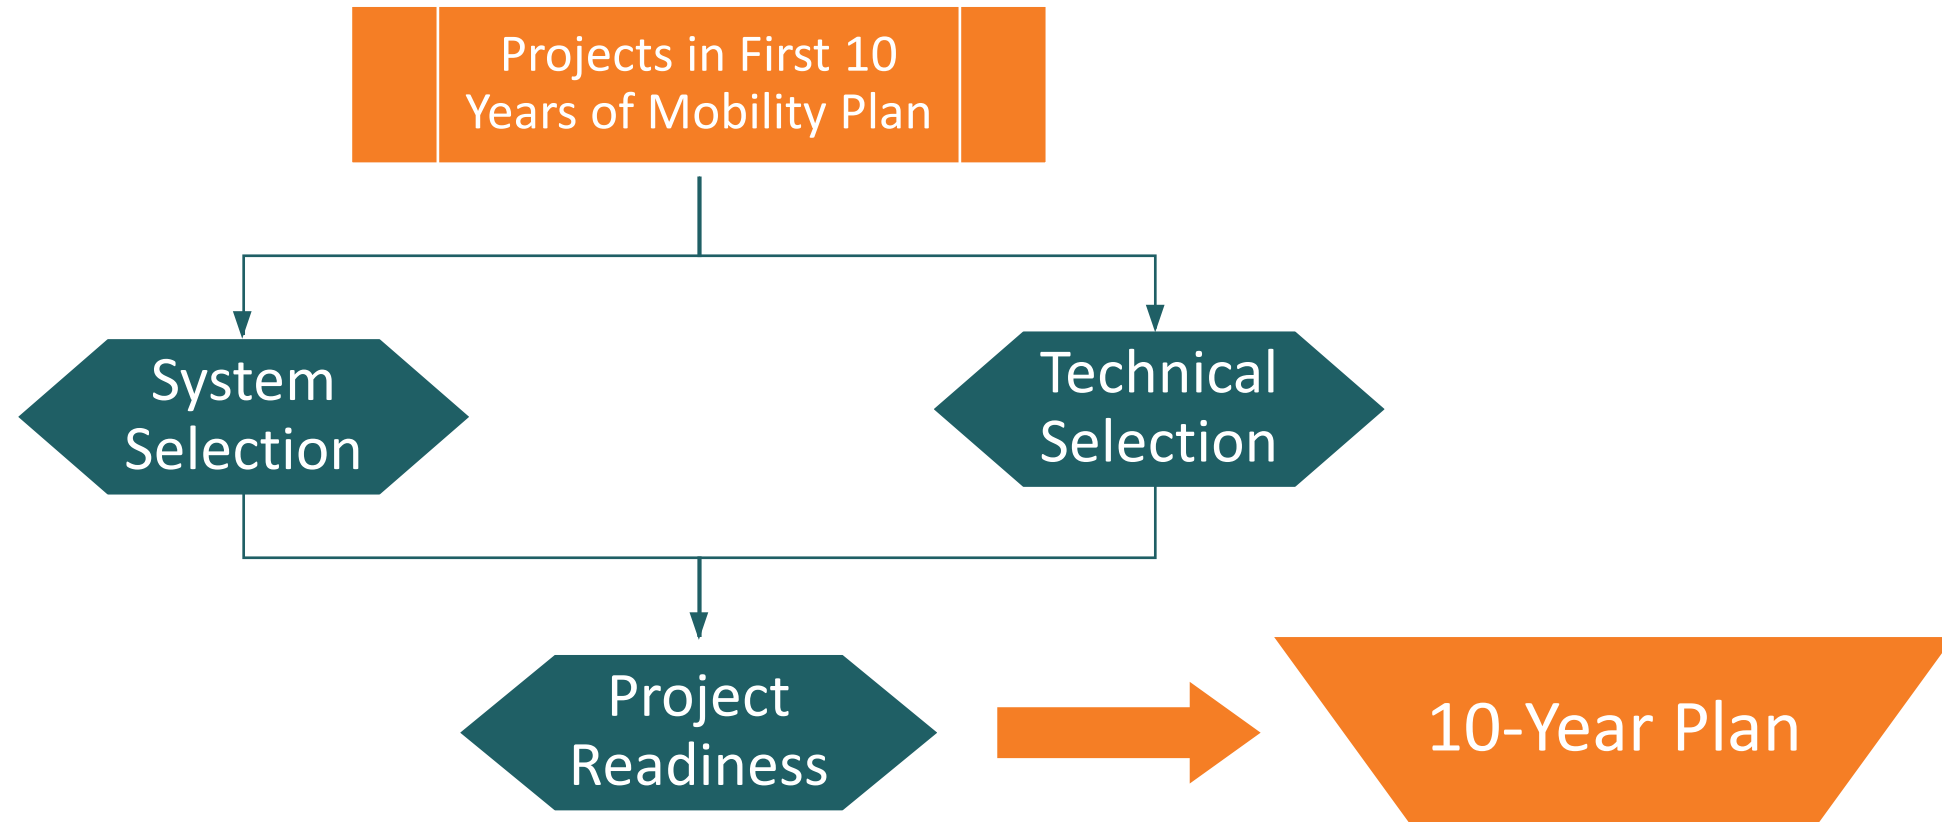 Projects in First 10
Years of Mobility Plan
System
Selection
Technical
Selection
Project
Readiness
10-Year Plan